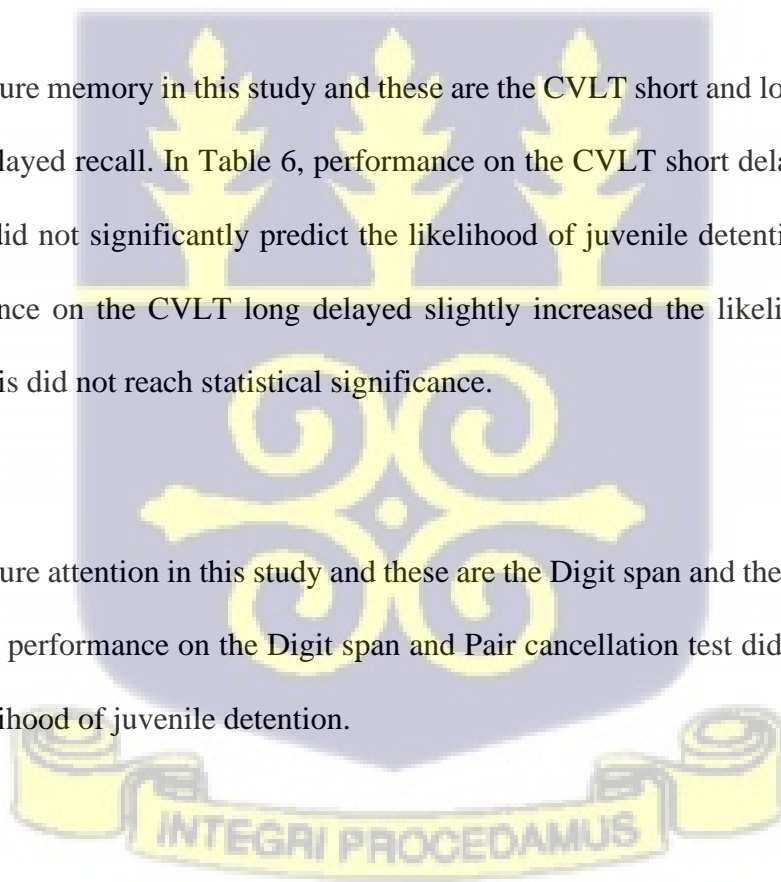 ure memory in this study and these are the CVLT short and lo
layed recall. In Table 6, performance on the CVLT short dela
did not significantly predict the likelihood of juvenile detenti
nce on the CVLT long delayed slightly increased the likeli
is did not reach statistical significance.
ure attention in this study and these are the Digit span and the
performance on the Digit span and Pair cancellation test did
lihood of juvenile detention.
INTEGRI PROCEDAMUS